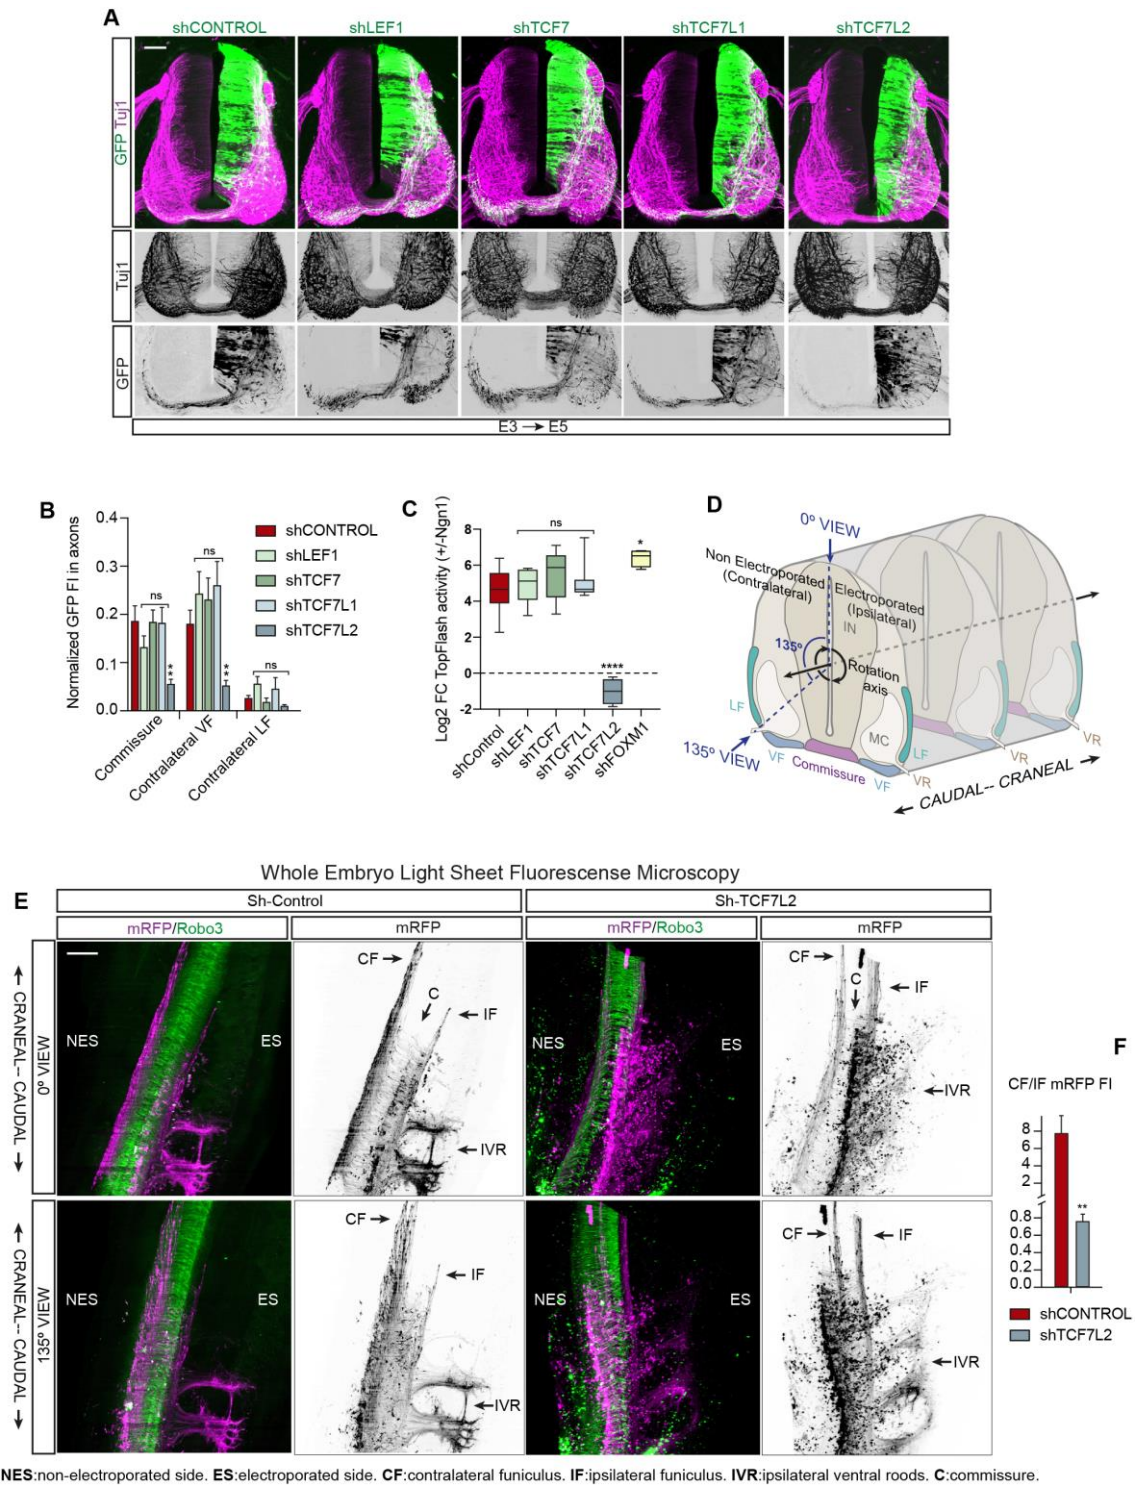 A
shCONTROL shLEF1 shTCF7 shTCF7L1 shTCF7L2
GFP Tuj1
Tuj1
GFP
E3 → E5
B
Normalized GFP FI in axons
0.4
0.3
0.2
0.1
0.0
ns
ns
ns
**
**
shCONTROL
shLEF1
shTCF7
shTCF7L1
shTCF7L2
Commissure
Contralateral VF
Contralateral LF
C
Log2 FC TopFlash activity (+/-Ngn1)
8
6
4
2
0
-2
ns
*
****
shControl
shLEF1
shTCF7
shTCF7L1
shTCF7L2
shFOXM1
D
0º VIEW
Non Electroporated
(Contralateral)
Electroporated
(Ipsilateral)
IN
135º
Rotation
axis
LF
135º VIEW
VF
Commissure
MC
LF
VF
VR
VR
VR
CAUDAL-- CRANEAL
Whole Embryo Light Sheet Fluorescense Microscopy
E
Sh-Control Sh-TCF7L2
mRFP/Robo3 mRFP mRFP/Robo3 mRFP
0º VIEW
CRANEAL-- CAUDAL
NES ES
CF
C
IF
IVR
NES ES
CF
C
IF
IVR
135º VIEW
CRANEAL-- CAUDAL
NES ES
CF
IF
IVR
NES ES
CF
IF
IVR
F
CF/IF mRFP FI
8
6
4
2
0.8
0.6
0.4
0.2
0.0
**
shCONTROL
shTCF7L2
NES:non-electroporated side. ES:electroporated side. CF:contralateral funiculus. IF:ipsilateral funiculus. IVR:ipsilateral ventral roods. C:commissure.